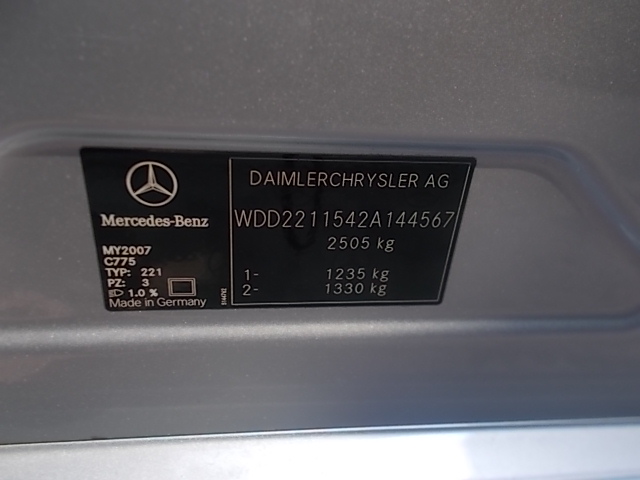 Mercedes-Benz
MY2007
C775
TYP: 221
PZ: 3
1.0 %
Made in Germany
DAIMLERCHRYSLER AG
WDD2211542A144567
2505 kg
1- 1235 kg
2- 1330 kg